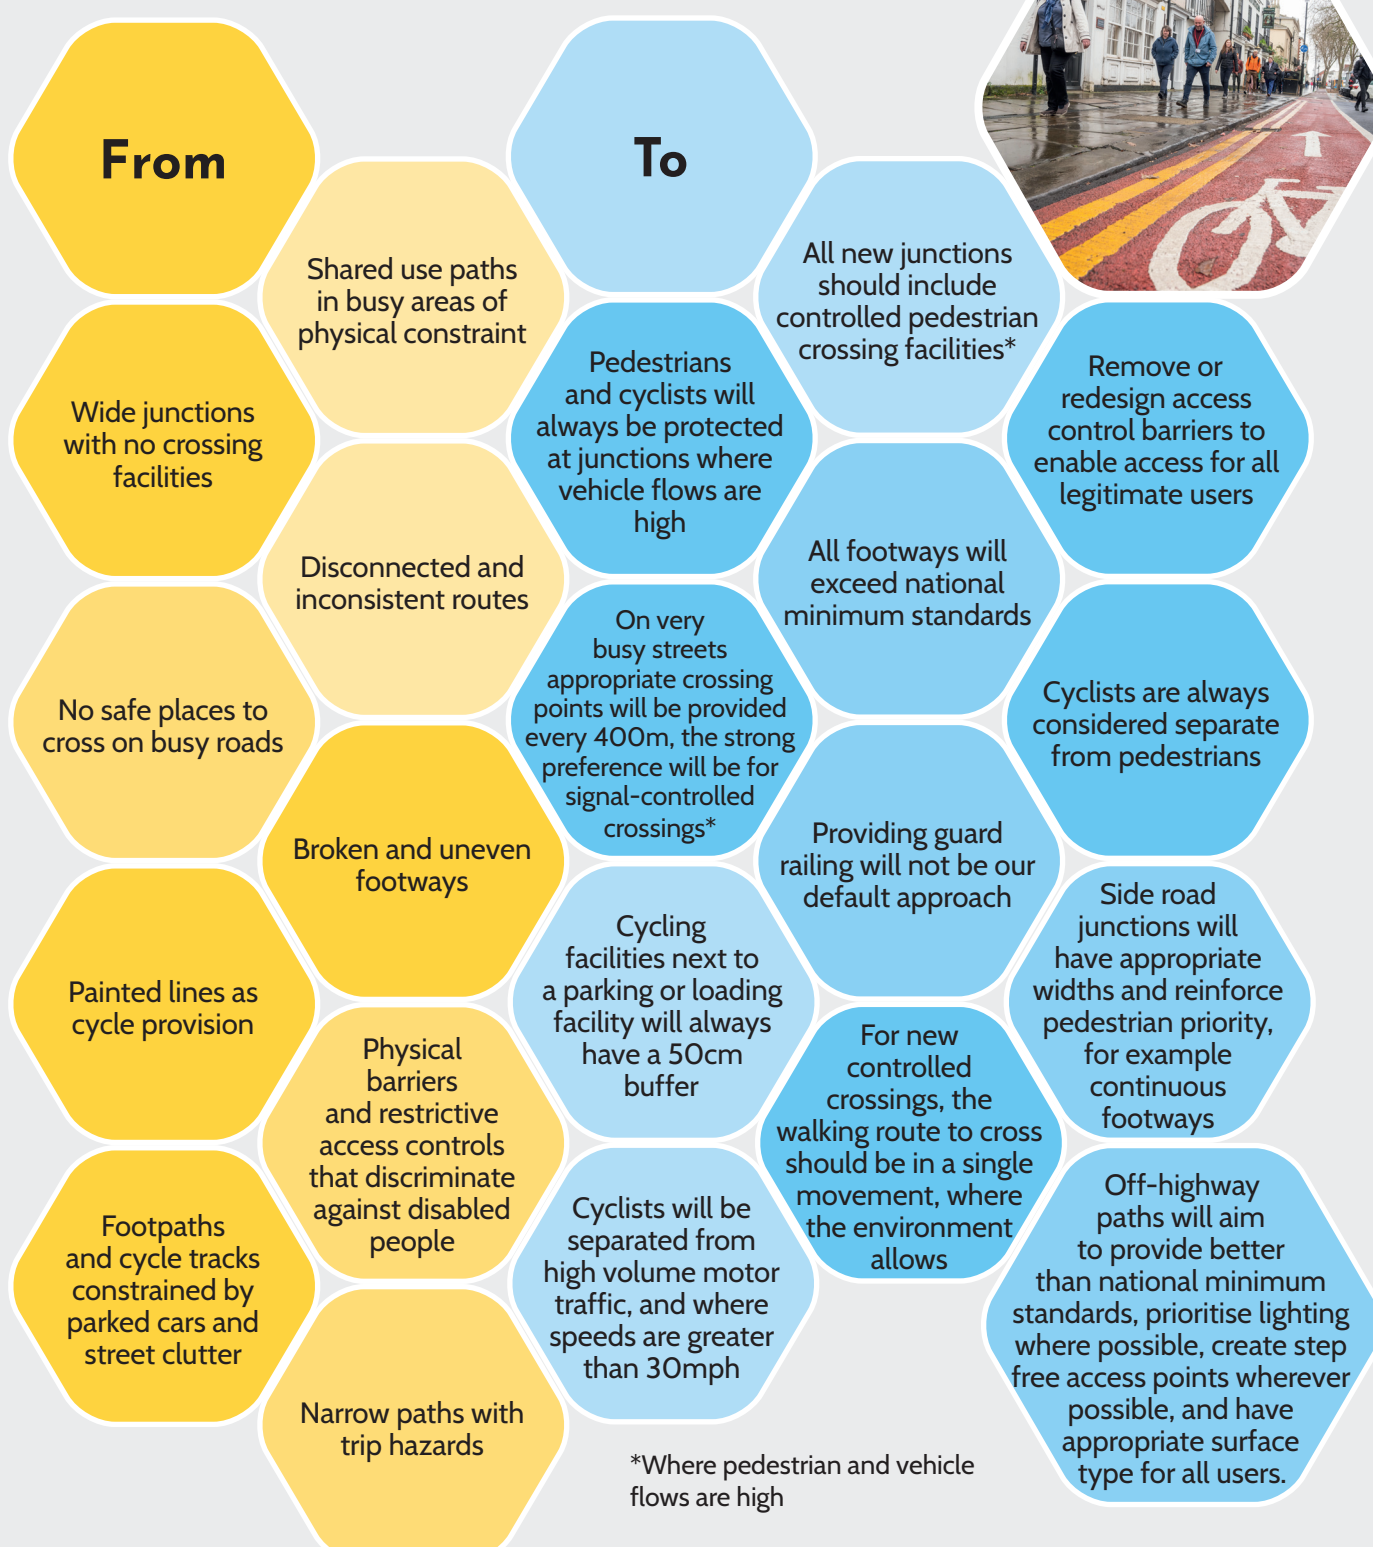 From
Shared use paths
in busy areas of
physical constraint
Wide junctions
with no crossing
facilities
Disconnected and
inconsistent routes
No safe places to
cross on busy roads
Broken and uneven
footways
Painted lines as
cycle provision
Physical
barriers
and restrictive
access controls
that discriminate
against disabled
people
Footpaths
and cycle tracks
constrained by
parked cars and
street clutter
Narrow paths with
trip hazards
To
All new junctions
should include
controlled pedestrian
crossing facilities*
Pedestrians
and cyclists will
always be protected
at junctions where
vehicle flows are
high
Remove or
redesign access
control barriers to
enable access for all
legitimate users
All footways will
exceed national
minimum standards
On very
busy streets
appropriate crossing
points will be provided
every 400m, the strong
preference will be for
signal-controlled
crossings*
Cyclists are always
considered separate
from pedestrians
Providing guard
railing will not be our
default approach
Cycling
facilities next to
a parking or loading
facility will always
have a 50cm
buffer
Side road
junctions will
have appropriate
widths and reinforce
pedestrian priority,
for example
continuous
footways
For new
controlled
crossings, the
walking route to cross
should be in a single
movement, where
the environment
allows
Cyclists will be
separated from
high volume motor
traffic, and where
speeds are greater
than 30mph
Off-highway
paths will aim
to provide better
than national minimum
standards, prioritise lighting
where possible, create step
free access points wherever
possible, and have
appropriate surface
type for all users.
*Where pedestrian and vehicle
flows are high